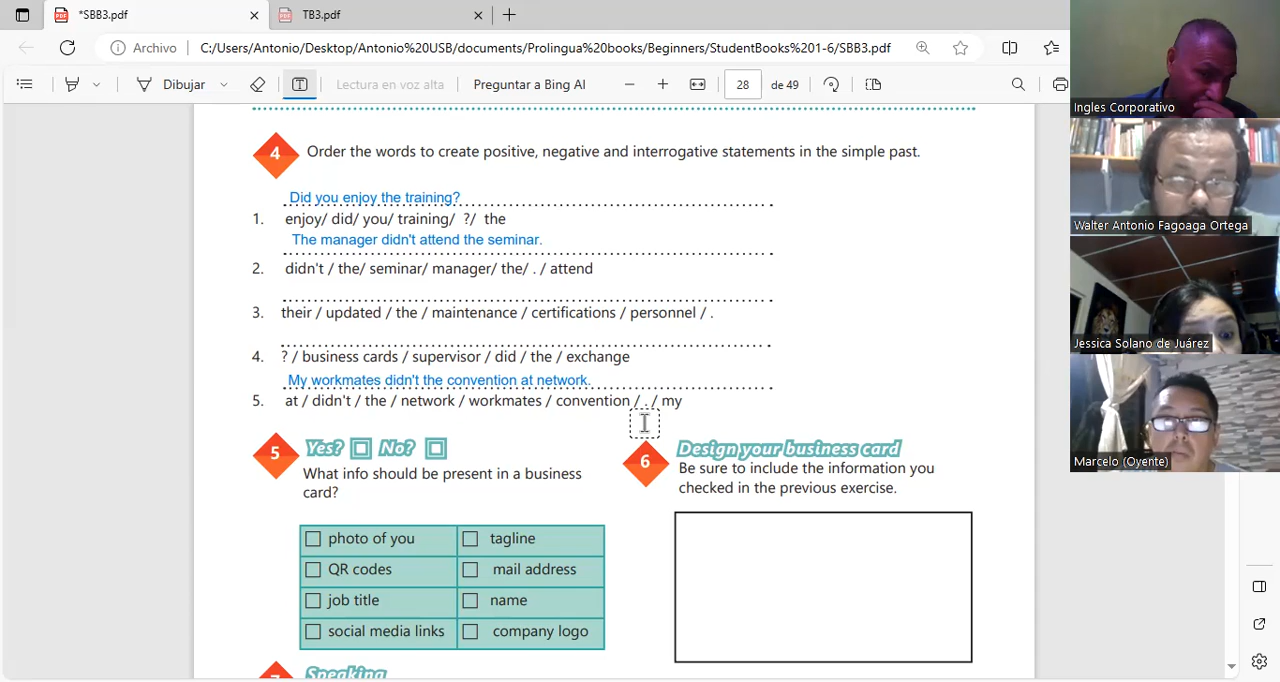 *SBB3.pdf
TB3.pdf
Archivo
C:/Users/Antonio/Desktop/Antonio%20USB/documents/Prolingua%20books/Beginners/StudentBooks%201-6/SBB3.pdf
Dibujar
Lectura en voz alta
Preguntar a Bing AI
28
de 49
4
Order the words to create positive, negative and interrogative statements in the simple past.
Did you enjoy the training?
1. enjoy/ did/ you/ training/ ?/ the
The manager didn't attend the seminar.
2. didn't / the/ seminar/ manager/ the/ . / attend
3. their / updated / the / maintenance / certifications / personnel / .
4. ? / business cards / supervisor / did / the / exchange
My workmates didn't the convention at network.
5. at / didn't / the / network / workmates / convention / . / my
5
Yes? No?
What info should be present in a business
card?
photo of you
tagline
QR codes
mail address
job title
name
social media links
company logo
6
Design your business card
Be sure to include the information you
checked in the previous exercise.
Speaking
Ingles Corporativo
Walter Antonio Fagoaga Ortega
Jessica Solano de Juárez
Marcelo (Oyente)